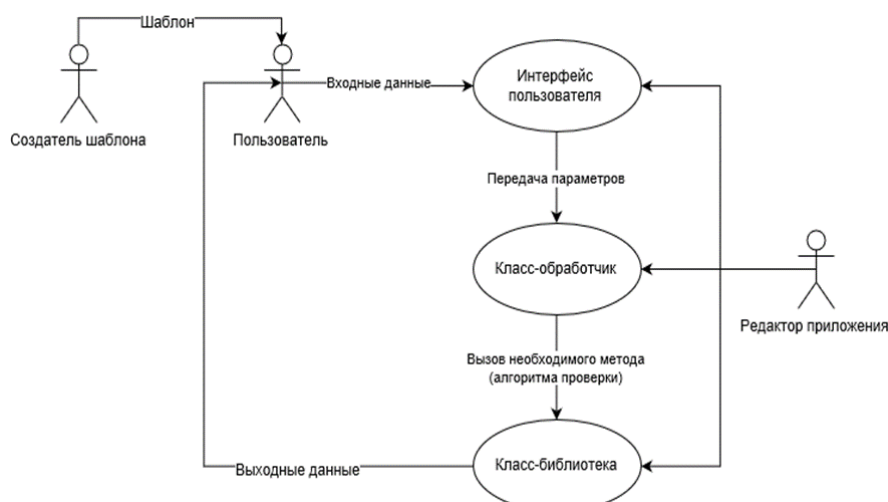 Шаблон
Создатель шаблона
Пользователь
Входные данные
Интерфейс
пользователя
Передача параметров
Класс-обработчик
Редактор приложения
Вызов необходимого метода
(алгоритма проверки)
Класс-библиотека
Выходные данные